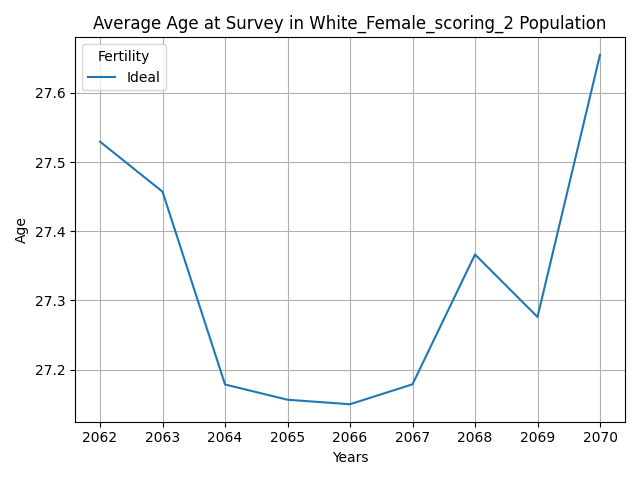 Average Age at Survey in White_Female_scoring_2 Population
Fertility
Ideal
27.6
27.5
27.4
27.3
27.2
Age
2062 2063 2064 2065 2066 2067 2068 2069 2070
Years